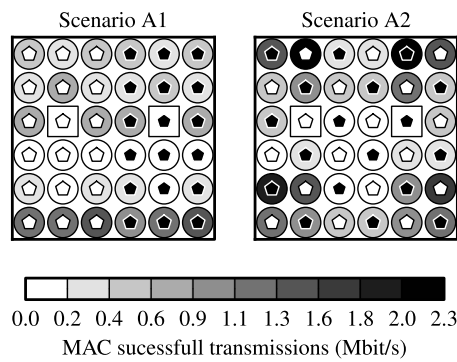 Scenario A1
Scenario A2
0.0 0.2 0.4 0.6 0.9 1.1 1.3 1.6 1.8 2.0 2.3
MAC sucessfull transmissions (Mbit/s)